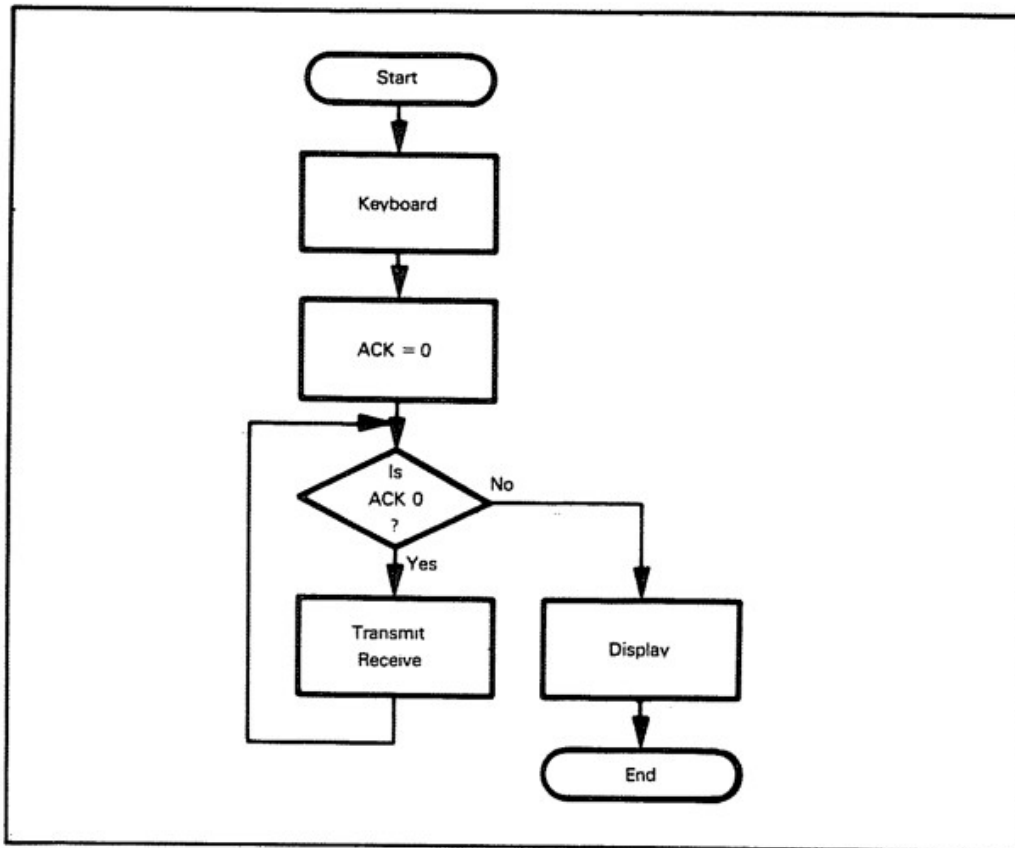 Start
Keyboard
ACK = 0
Is
ACK 0
?
No
Yes
Transmit
Receive
Display
End